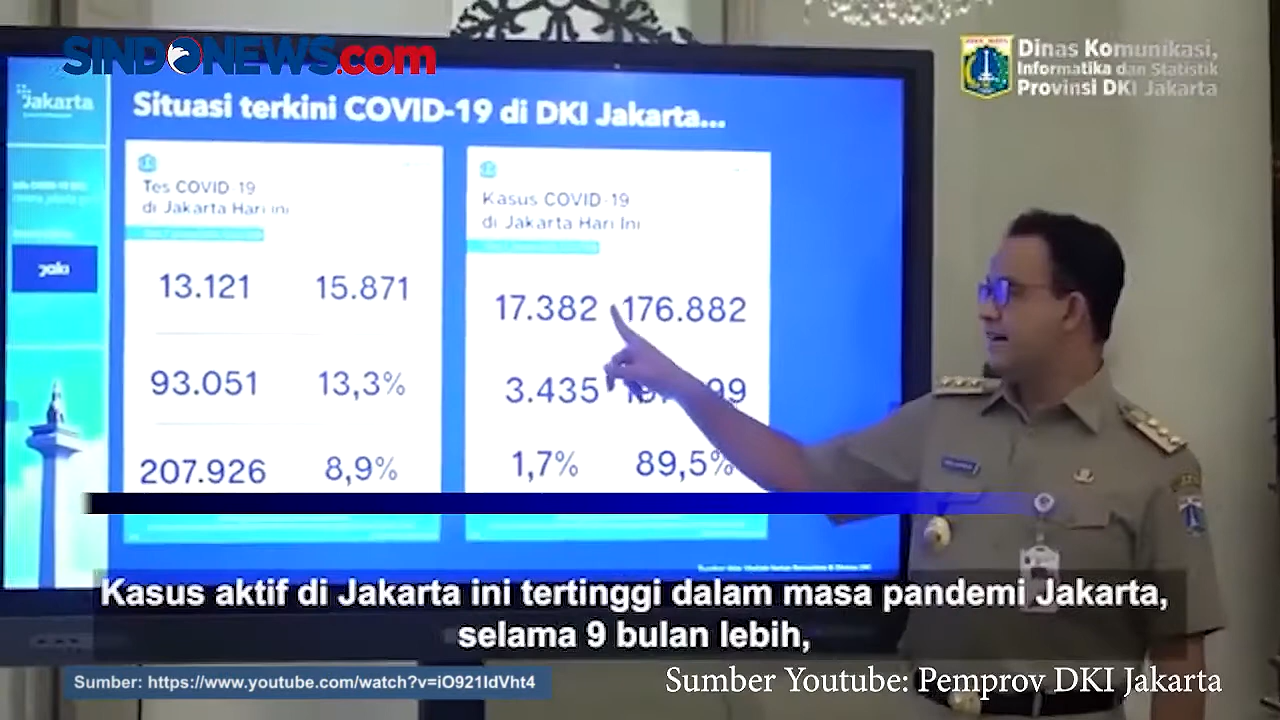 SINDONEWS.com
Dinas Komunikasi,
Informatika dan Statistik
Provinsi DKI Jakarta
Jakarta
Situasi terkini COVID-19 di DKI Jakarta...
Tes COVID-19
di Jakarta Hari ini
13.121 15.871
93.051 13,3%
207.926 8,9%
Kasus COVID-19
di Jakarta Hari Ini
17.382 176.882
3.435
1,7% 89,5%
Kasus aktif di Jakarta ini tertinggi dalam masa pandemi Jakarta,
selama 9 bulan lebih,
Sumber: https://www.youtube.com/watch?v=iO921IdVht4
Sumber Youtube: Pemprov DKI Jakarta